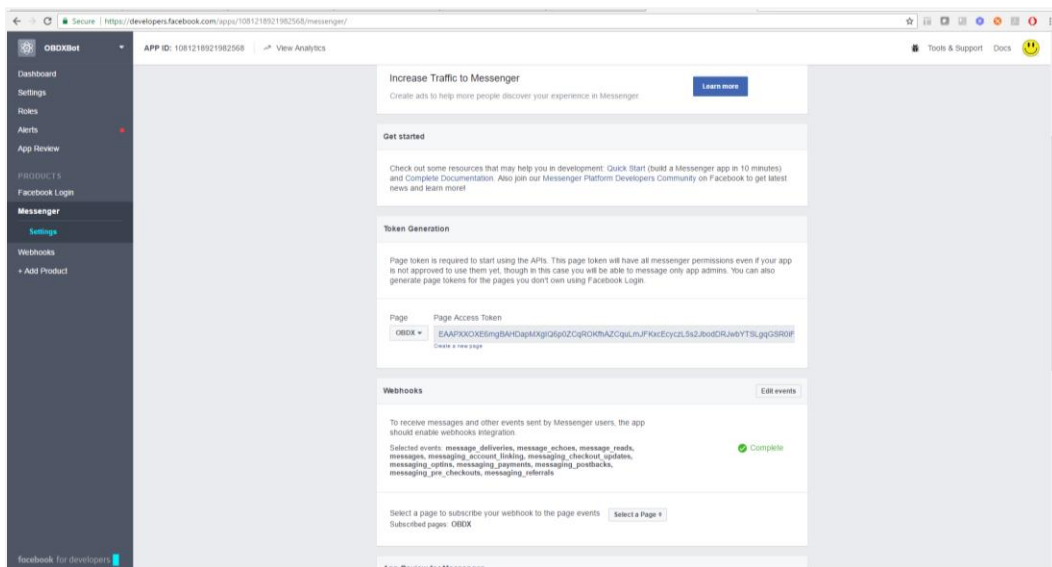 Secure | https://developers.facebook.com/apps/1081218921982568/messenger/
OBDXBot
APP ID: 1081218921982568
View Analytics
Tools & Support
Docs
Dashboard
Settings
Roles
Alerts
App Review
PRODUCTS
Facebook Login
Messenger
Settings
Webhooks
+ Add Product
facebook for developers
Increase Traffic to Messenger
Create ads to help more people discover your experience in Messenger
Learn more
Get started
Check out some resources that may help you in development: Quick Start (build a Messenger app in 10 minutes)
and Complete Documentation. Also join our Messenger Platform Developers Community on Facebook to get latest
news and learn more!
Token Generation
Page token is required to start using the APIs. This page token will have all messenger permissions even if your app
is not approved to use them yet, though in this case you will be able to message only app admins. You can also
generate page tokens for the pages you don't own using Facebook Login.
Page
Page Access Token
OBDX
Create a new page
Webhooks
Edit events
To receive messages and other events sent by Messenger users, the app
should enable webhooks integration.
Selected events: message_deliveries, message_echoes, message_reads,
messages, messaging_account_linking, messaging_checkout_updates,
messaging_optins, messaging_payments, messaging_postbacks,
messaging_pre_checkouts, messaging_referrals
Complete
Select a page to subscribe your webhook to the page events
Select a Page
Subscribed pages: OBDX